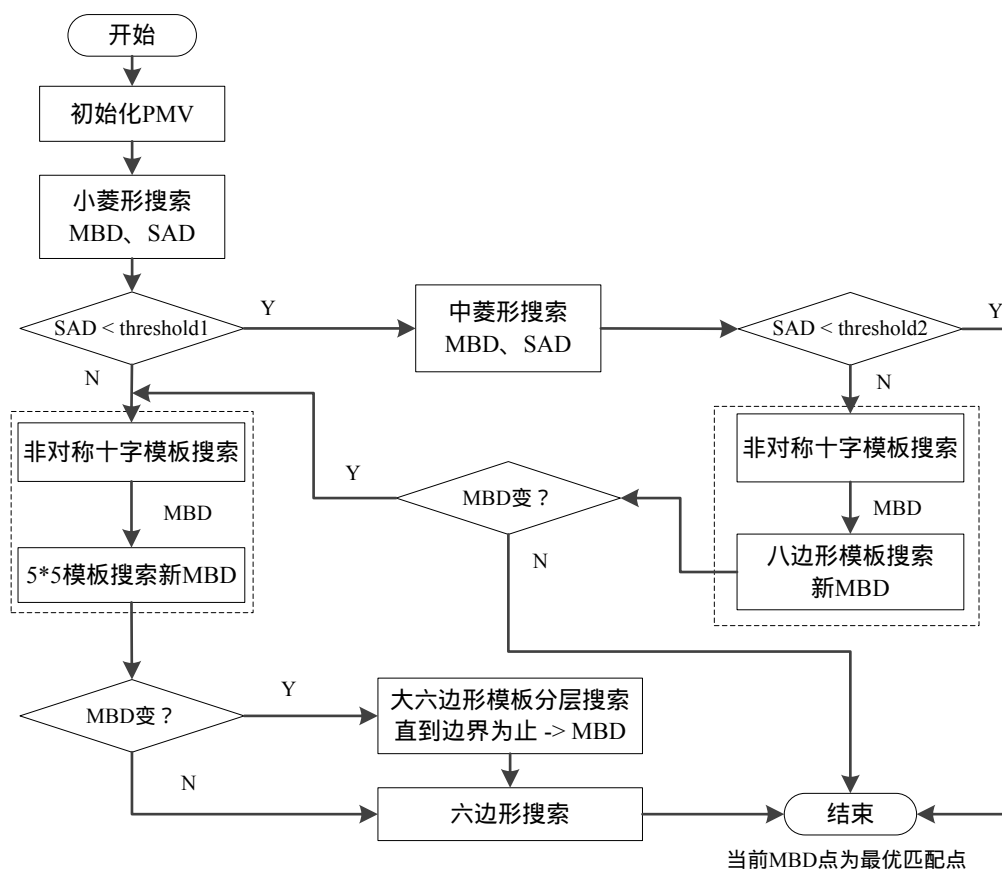 开始
初始化PMV
小菱形搜索
MBD、SAD
SAD < threshold1
Y
中菱形搜索
MBD、SAD
SAD < threshold2
Y
N
N
非对称十字模板搜索
MBD
5*5模板搜索新MBD
Y
MBD变？
N
非对称十字模板搜索
MBD
八边形模板搜索
新MBD
MBD变？
Y
大六边形模板分层搜索
直到边界为止 -> MBD
N
六边形搜索
结束
当前MBD点为最优匹配点